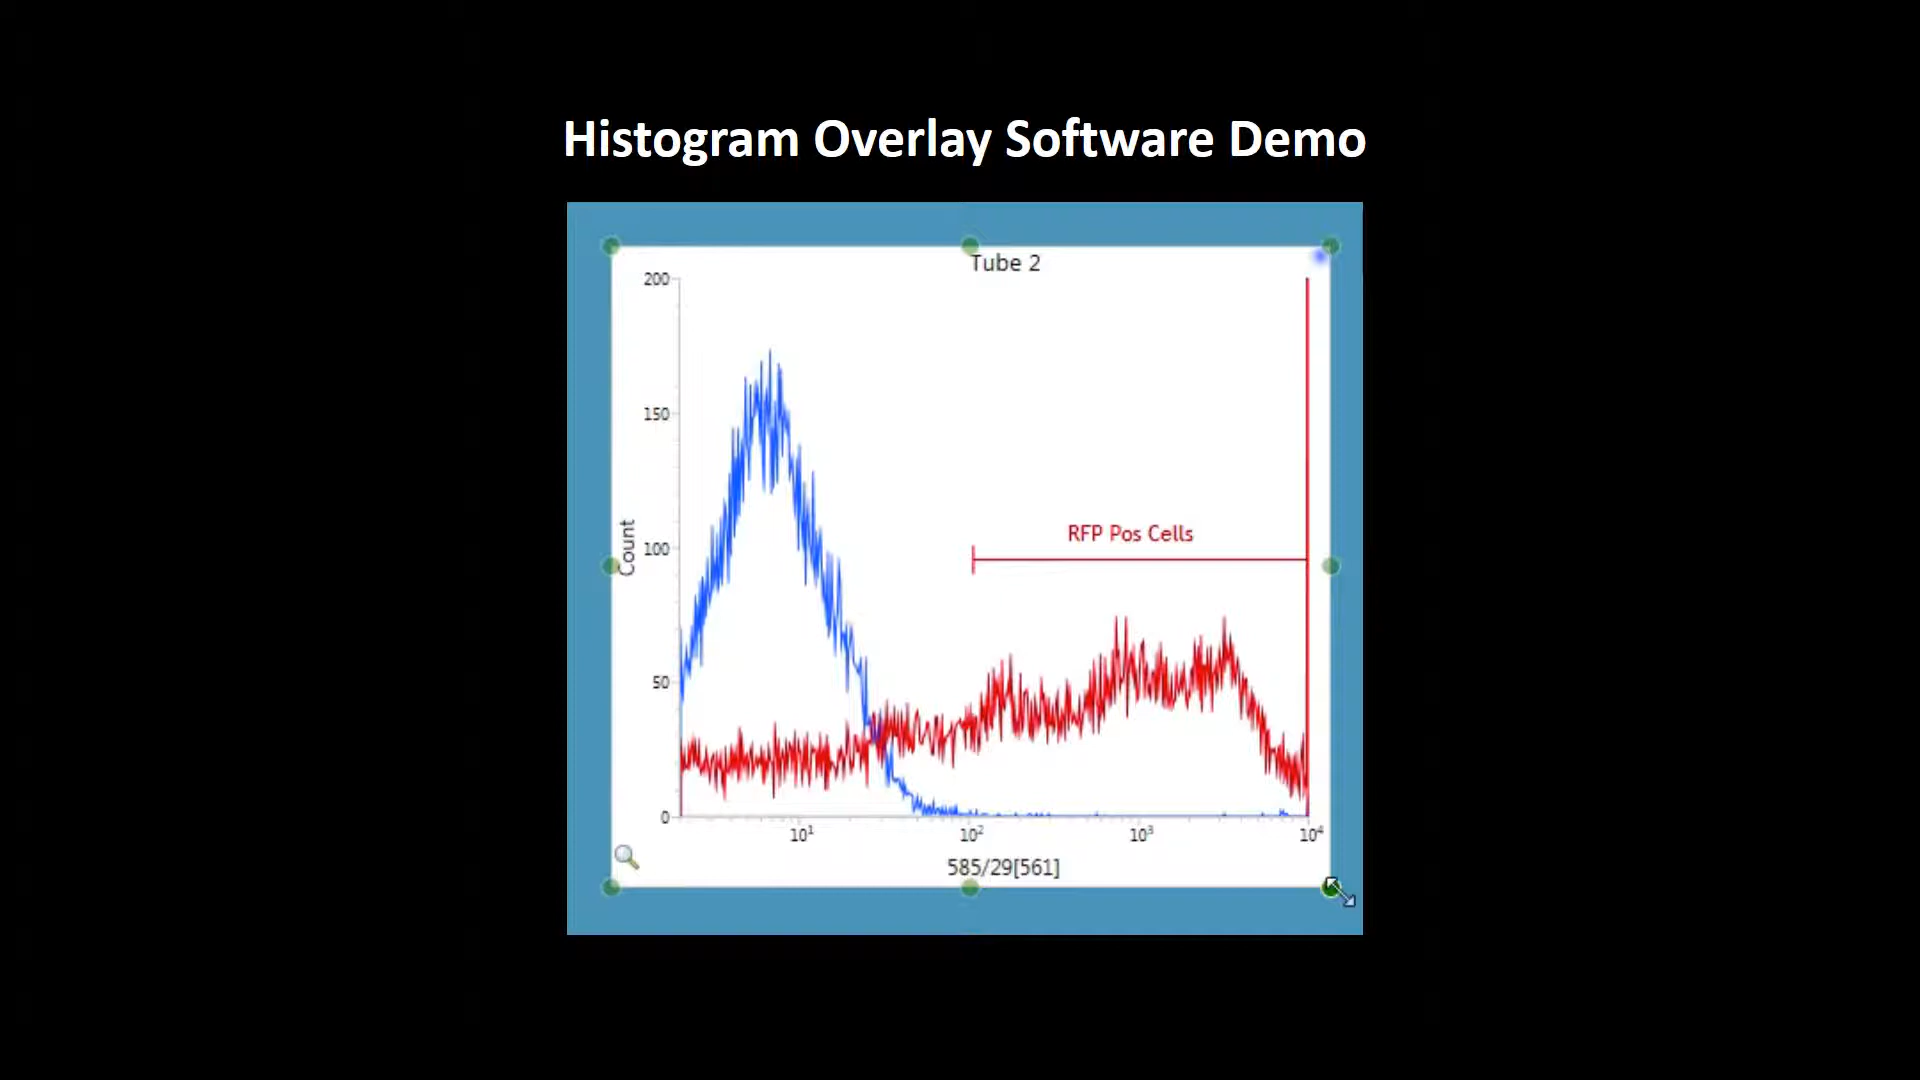 Histogram Overlay Software Demo
Tube 2
200
150
100
50
0
Count
RFP Pos Cells
10¹
10²
10³
10⁴
585/29[561]